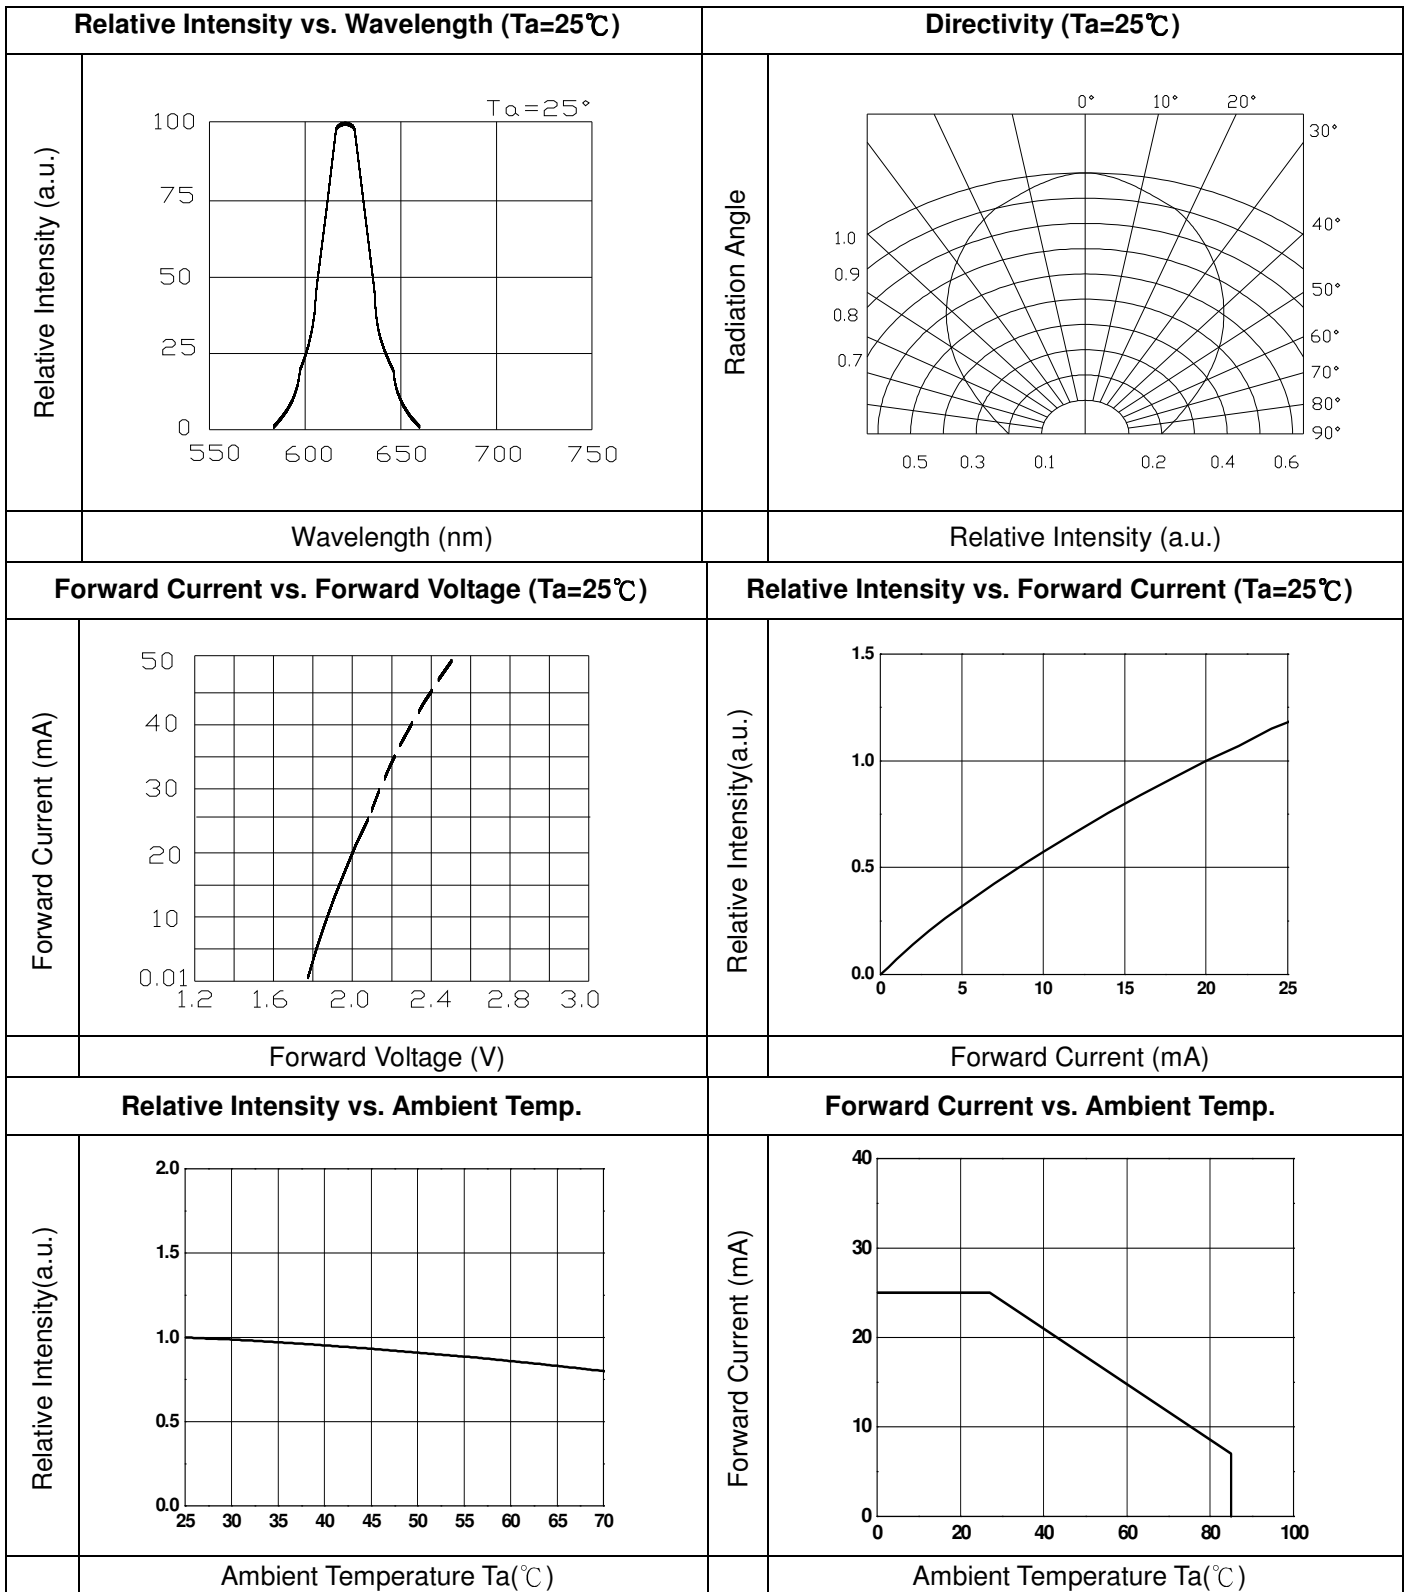 Relative Intensity vs. Wavelength (Ta=25℃)
Directivity (Ta=25℃)
Relative Intensity (a.u.)
Ta=25°
100
75
50
25
0
550 600 650 700 750
Wavelength (nm)
Radiation Angle
0° 10° 20°
30°
40°
50°
60°
70°
80°
90°
1.0
0.9
0.8
0.7
0.5 0.3 0.1 0.2 0.4 0.6
Relative Intensity (a.u.)
Forward Current vs. Forward Voltage (Ta=25℃)
Relative Intensity vs. Forward Current (Ta=25℃)
Forward Current (mA)
50
40
30
20
10
0.01
1.2 1.6 2.0 2.4 2.8 3.0
Forward Voltage (V)
Relative Intensity(a.u.)
1.5
1.0
0.5
0.0
0 5 10 15 20 25
Forward Current (mA)
Relative Intensity vs. Ambient Temp.
Forward Current vs. Ambient Temp.
Relative Intensity(a.u.)
2.0
1.5
1.0
0.5
0.0
25 30 35 40 45 50 55 60 65 70
Ambient Temperature Ta(℃)
Forward Current (mA)
40
30
20
10
0
0 20 40 60 80 100
Ambient Temperature Ta(℃)